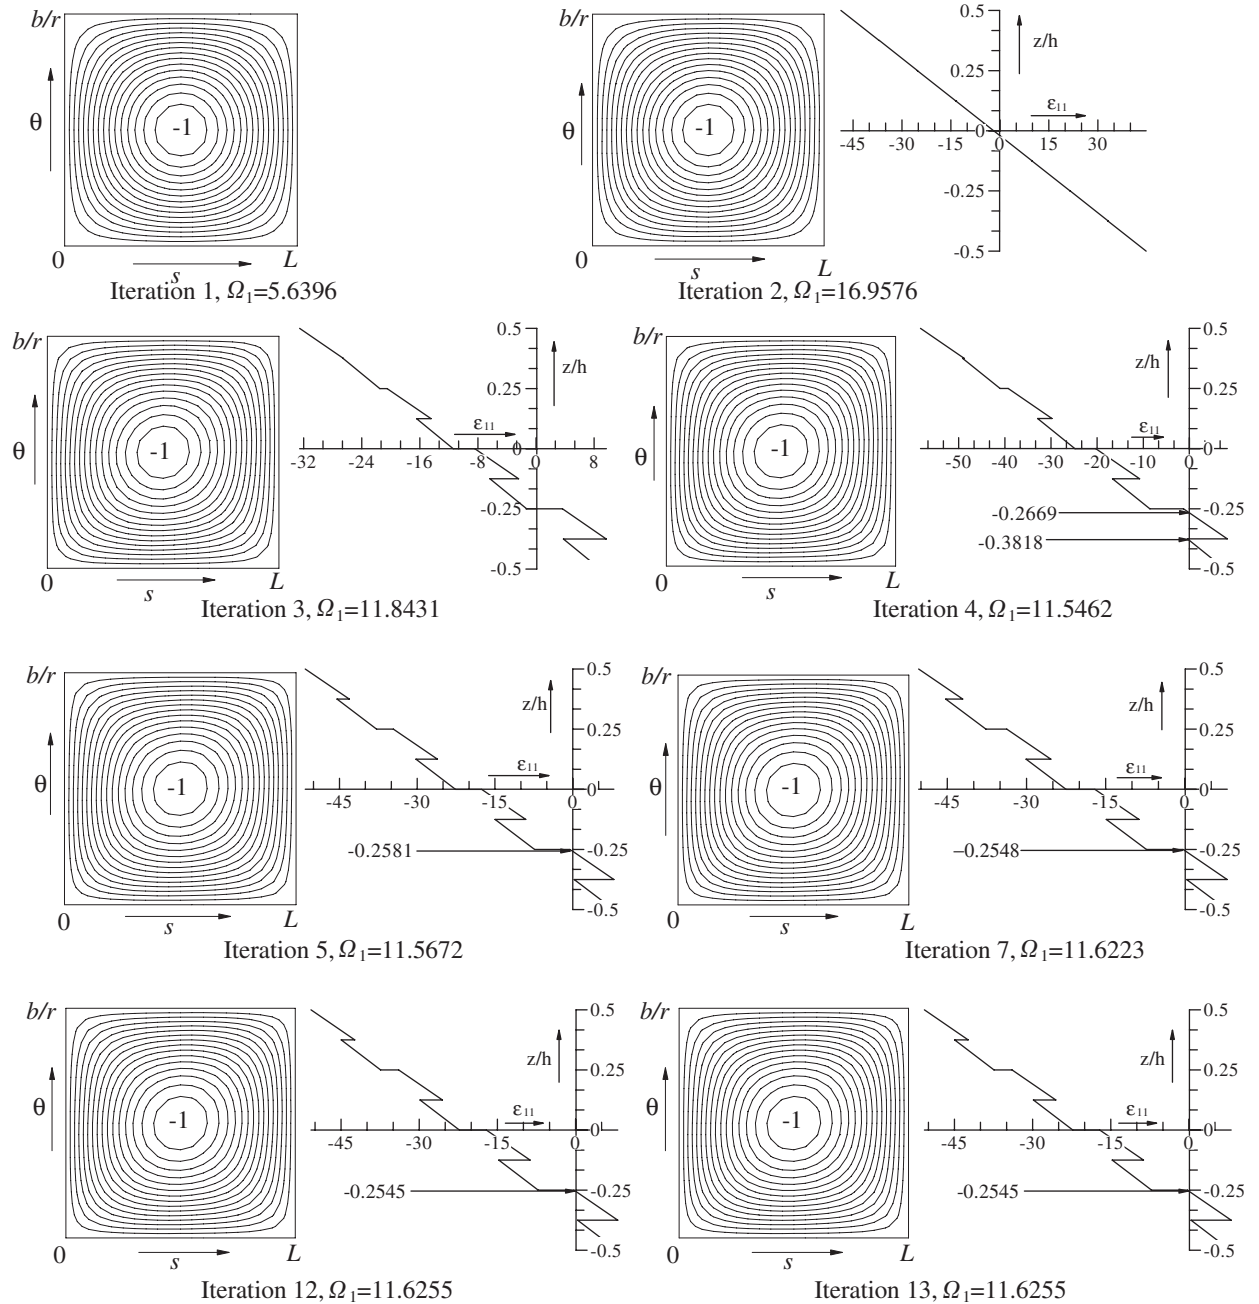 b/r
θ
-1
0
s
L
Iteration 1, Ω₁=5.6396
b/r
θ
-1
0
s
L
0.5
z/h
0.25
ε₁₁
0
-45
-30
-15
0
15
30
-0.25
-0.5
Iteration 2, Ω₁=16.9576
b/r
θ
-1
0
s
L
0.5
z/h
0.25
ε₁₁
0
-32
-24
-16
-8
0
8
-0.25
-0.5
Iteration 3, Ω₁=11.8431
b/r
θ
-1
0
s
L
0.5
z/h
0.25
ε₁₁
0
-50
-40
-30
-20
-10
0
-0.25
-0.2669
-0.3818
-0.5
Iteration 4, Ω₁=11.5462
b/r
θ
-1
0
s
L
0.5
z/h
0.25
ε₁₁
0
-45
-30
-15
0
-0.2581
-0.25
-0.5
Iteration 5, Ω₁=11.5672
b/r
θ
-1
0
s
L
0.5
z/h
0.25
ε₁₁
0
-45
-30
-15
0
–0.2548
-0.25
-0.5
Iteration 7, Ω₁=11.6223
b/r
θ
-1
0
s
L
0.5
z/h
0.25
ε₁₁
0
-45
-30
-15
0
-0.2545
-0.25
-0.5
Iteration 12, Ω₁=11.6255
b/r
θ
-1
0
s
L
0.5
z/h
0.25
ε₁₁
0
-45
-30
-15
0
-0.2545
-0.25
-0.5
Iteration 13, Ω₁=11.6255